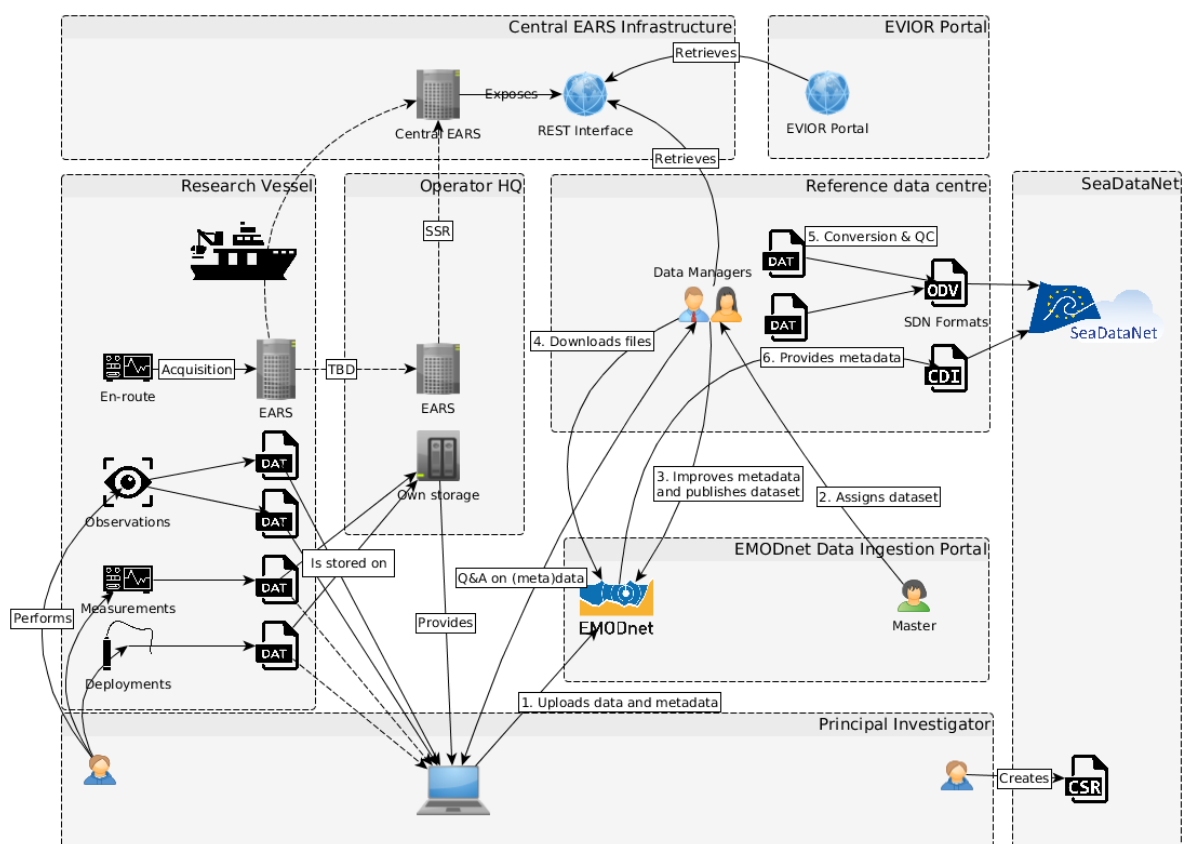 Central EARS Infrastructure
EVIOR Portal
Retrieves
Exposes
Central EARS
REST Interface
EVIOR Portal
Retrieves
Research Vessel
Operator HQ
Reference data centre
SeaDataNet
SSR
5. Conversion & QC
DAT
Data Managers
ODV
DAT
SDN Formats
SeaDataNet
4. Downloads files
6. Provides metadata
Acquisition
TBD
CDI
En-route
EARS
EARS
DAT
3. Improves metadata
and publishes dataset
2. Assigns dataset
Own storage
Observations
DAT
EMODnet Data Ingestion Portal
Is stored on
Q&A on (meta)data
DAT
Measurements
Performs
Provides
EMODnet
Master
DAT
Deployments
1. Uploads data and metadata
Principal Investigator
Creates
CSR